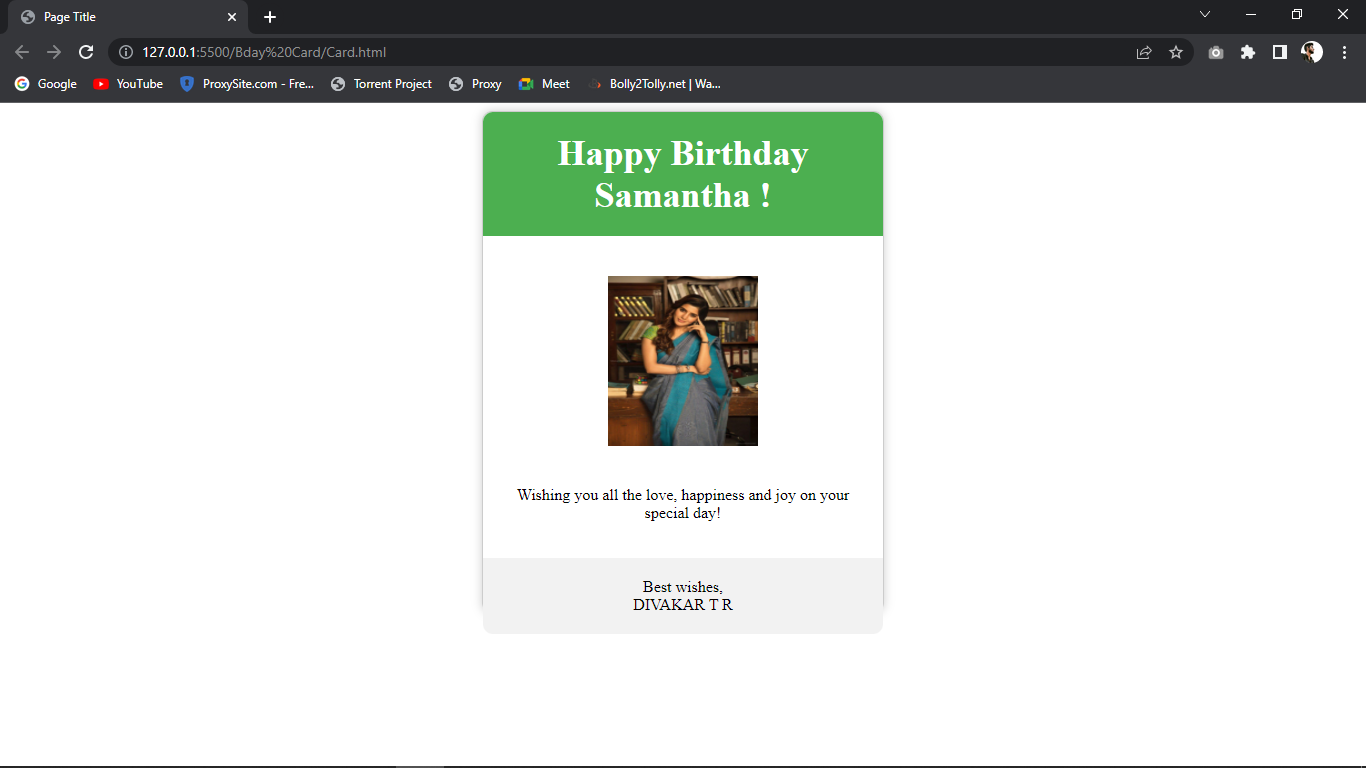 Page Title
127.0.0.1:5500/Bday%20Card/Card.html
Google YouTube ProxySite.com - Fre... Torrent Project Proxy Meet Bolly2Tolly.net | Wa...
Happy Birthday
Samantha !
Wishing you all the love, happiness and joy on your
special day!
Best wishes,
DIVAKAR T R